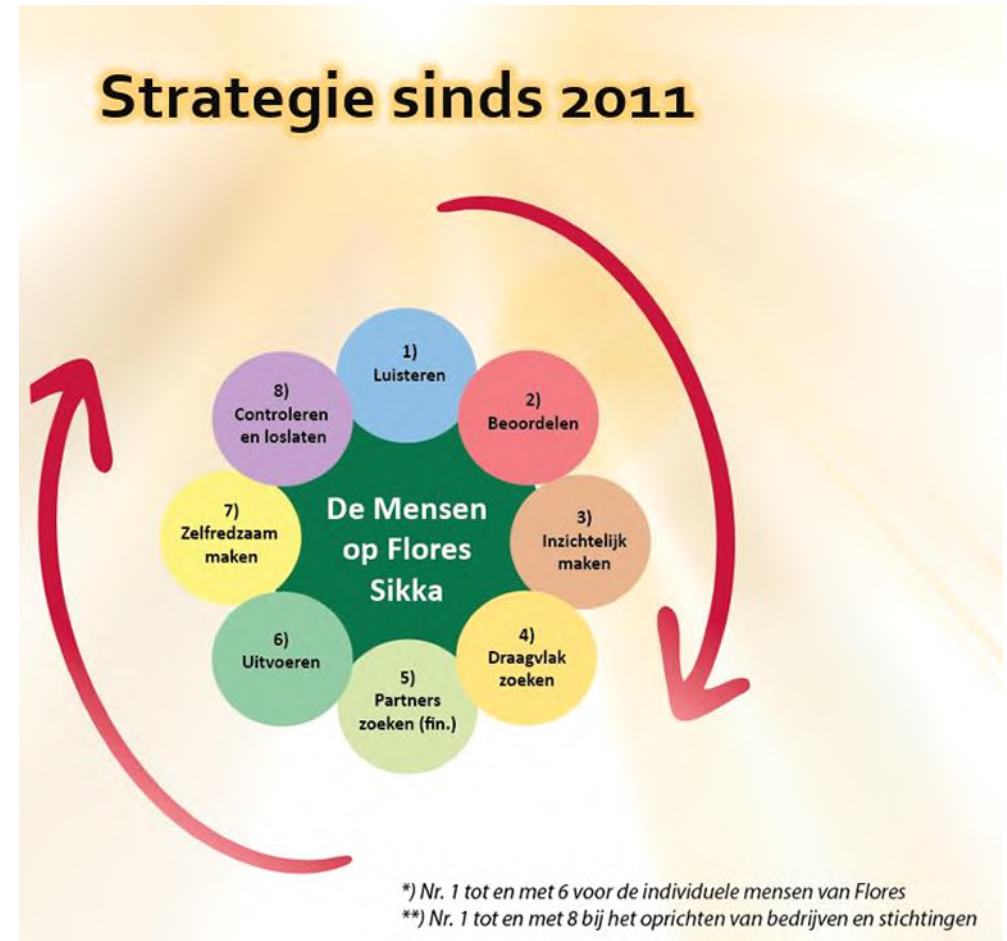 Strategie sinds 2011
1)
Luisteren
2)
Beoordelen
3)
Inzichtelijk
maken
4)
Draagvlak
zoeken
5)
Partners
zoeken (fin.)
6)
Uitvoeren
7)
Zelfredzaam
maken
8)
Controleren
en loslaten
De Mensen
op Flores
Sikka
*) Nr. 1 tot en met 6 voor de individuele mensen van Flores
**) Nr. 1 tot en met 8 bij het oprichten van bedrijven en stichtingen